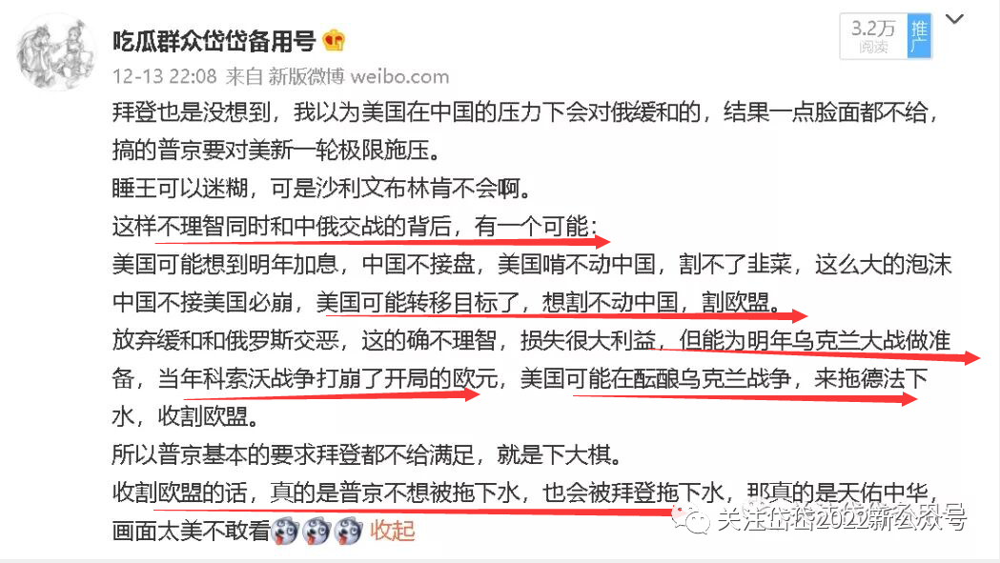 吃瓜群众岱岱备用号
3.2万
阅读
推广
12-13 22:08 来自 新版微博 weibo.com
拜登也是没想到，我以为美国在中国的压力下会对俄缓和的，结果一点脸面都不给，
搞的普京要对美新一轮极限施压。
睡王可以迷糊，可是沙利文布林肯不会啊。
这样不理智同时和中俄交战的背后，有一个可能：
美国可能想到明年加息，中国不接盘，美国啃不动中国，割不了韭菜，这么大的泡沫
中国不接美国必崩，美国可能转移目标了，想割不动中国，割欧盟。
放弃缓和和俄罗斯交恶，这的确不理智，损失很大利益，但能为明年乌克兰大战做准
备，当年科索沃战争打崩了开局的欧元，美国可能在酝酿乌克兰战争，来拖德法下
水，收割欧盟。
所以普京基本的要求拜登都不给满足，就是下大棋。
收割欧盟的话，真的是普京不想被拖下水，也会被拜登拖下水，那真的是天佑中华，
画面太美不敢看 收起
关注岱岱2022新公众号